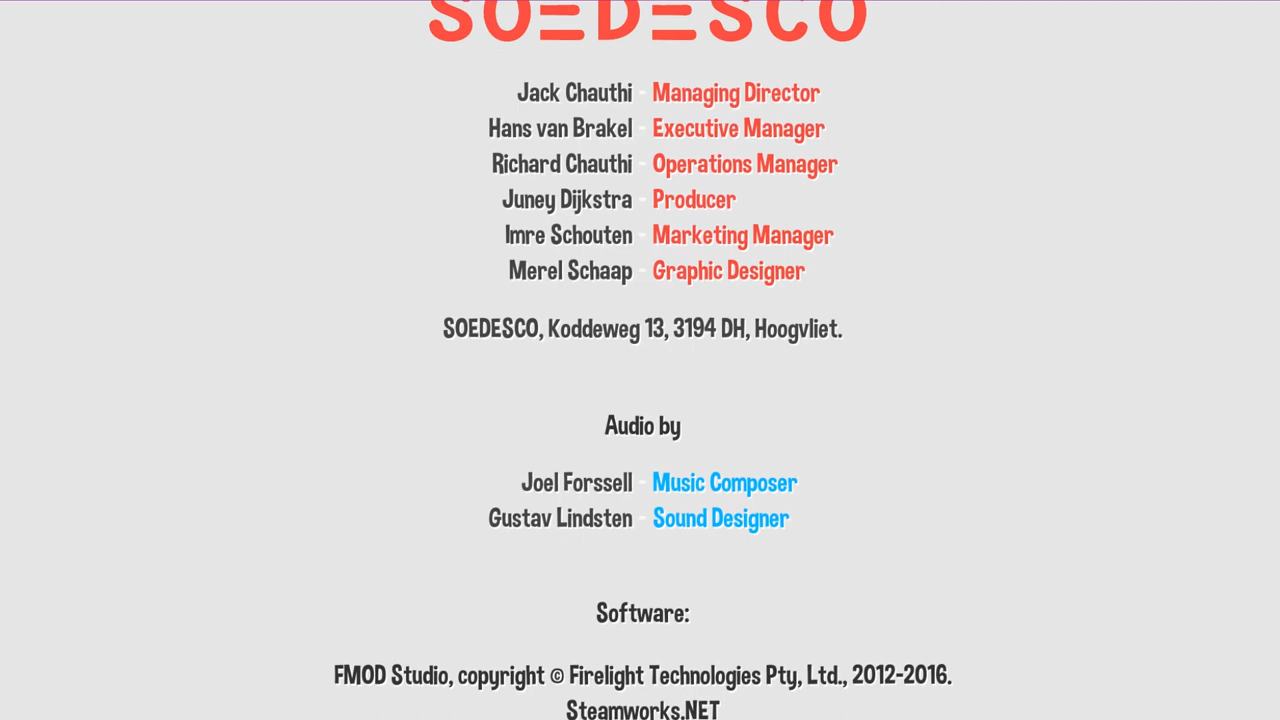 SOEDESCO
Jack Chauthi - Managing Director
Hans van Brakel - Executive Manager
Richard Chauthi - Operations Manager
Juney Dijkstra - Producer
Imre Schouten - Marketing Manager
Merel Schaap - Graphic Designer
SOEDESCO, Koddeweg 13, 3194 DH, Hoogvliet.
Audio by
Joel Forssell - Music Composer
Gustav Lindsten - Sound Designer
Software:
FMOD Studio, copyright © Firelight Technologies Pty, Ltd., 2012-2016.
Steamworks.NET